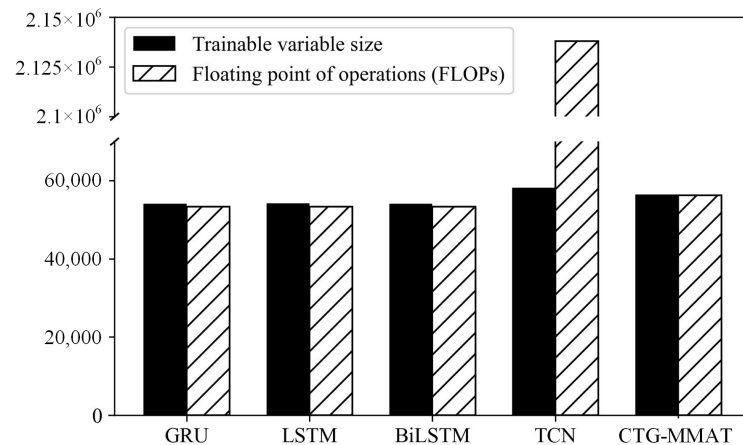 2.15×10⁶
2.125×10⁶
2.1×10⁶
Trainable variable size
Floating point of operations (FLOPs)
60,000
40,000
20,000
0
GRU LSTM BiLSTM TCN CTG-MMAT